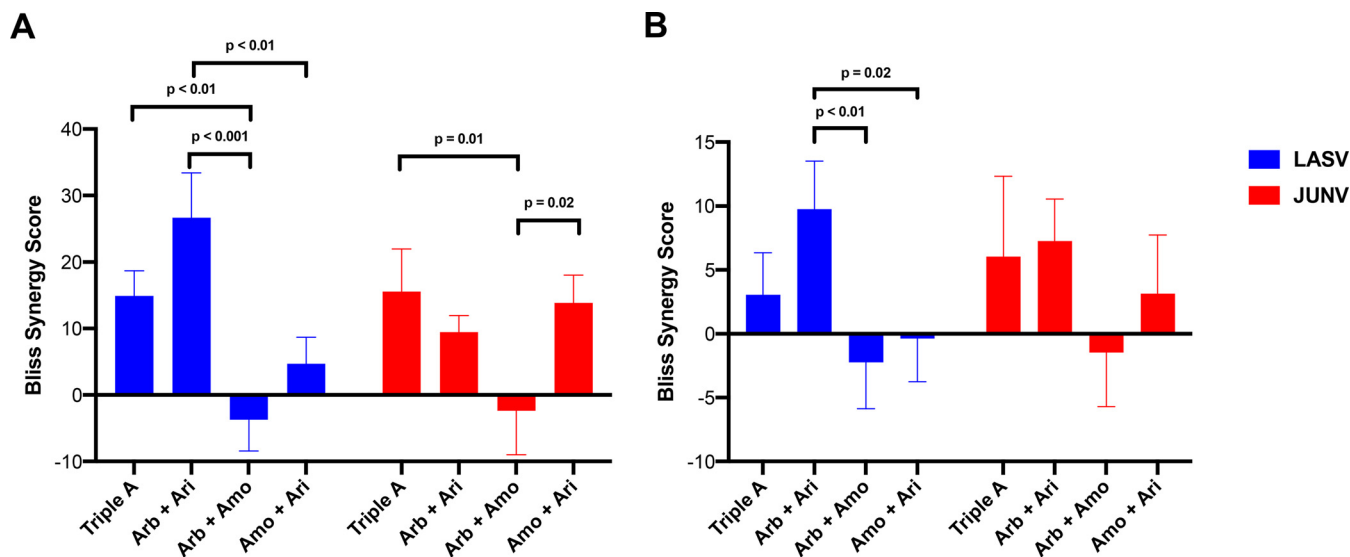 A
p < 0.01
p < 0.01
p < 0.001
p = 0.01
p = 0.02
Bliss Synergy Score
40
30
20
10
0
-10
Triple A
Arb + Ari
Arb + Amo
Amo + Ari
Triple A
Arb + Ari
Arb + Amo
Amo + Ari
B
p = 0.02
p < 0.01
Bliss Synergy Score
15
10
5
0
-5
-10
Triple A
Arb + Ari
Arb + Amo
Amo + Ari
Triple A
Arb + Ari
Arb + Amo
Amo + Ari
LASV
JUNV